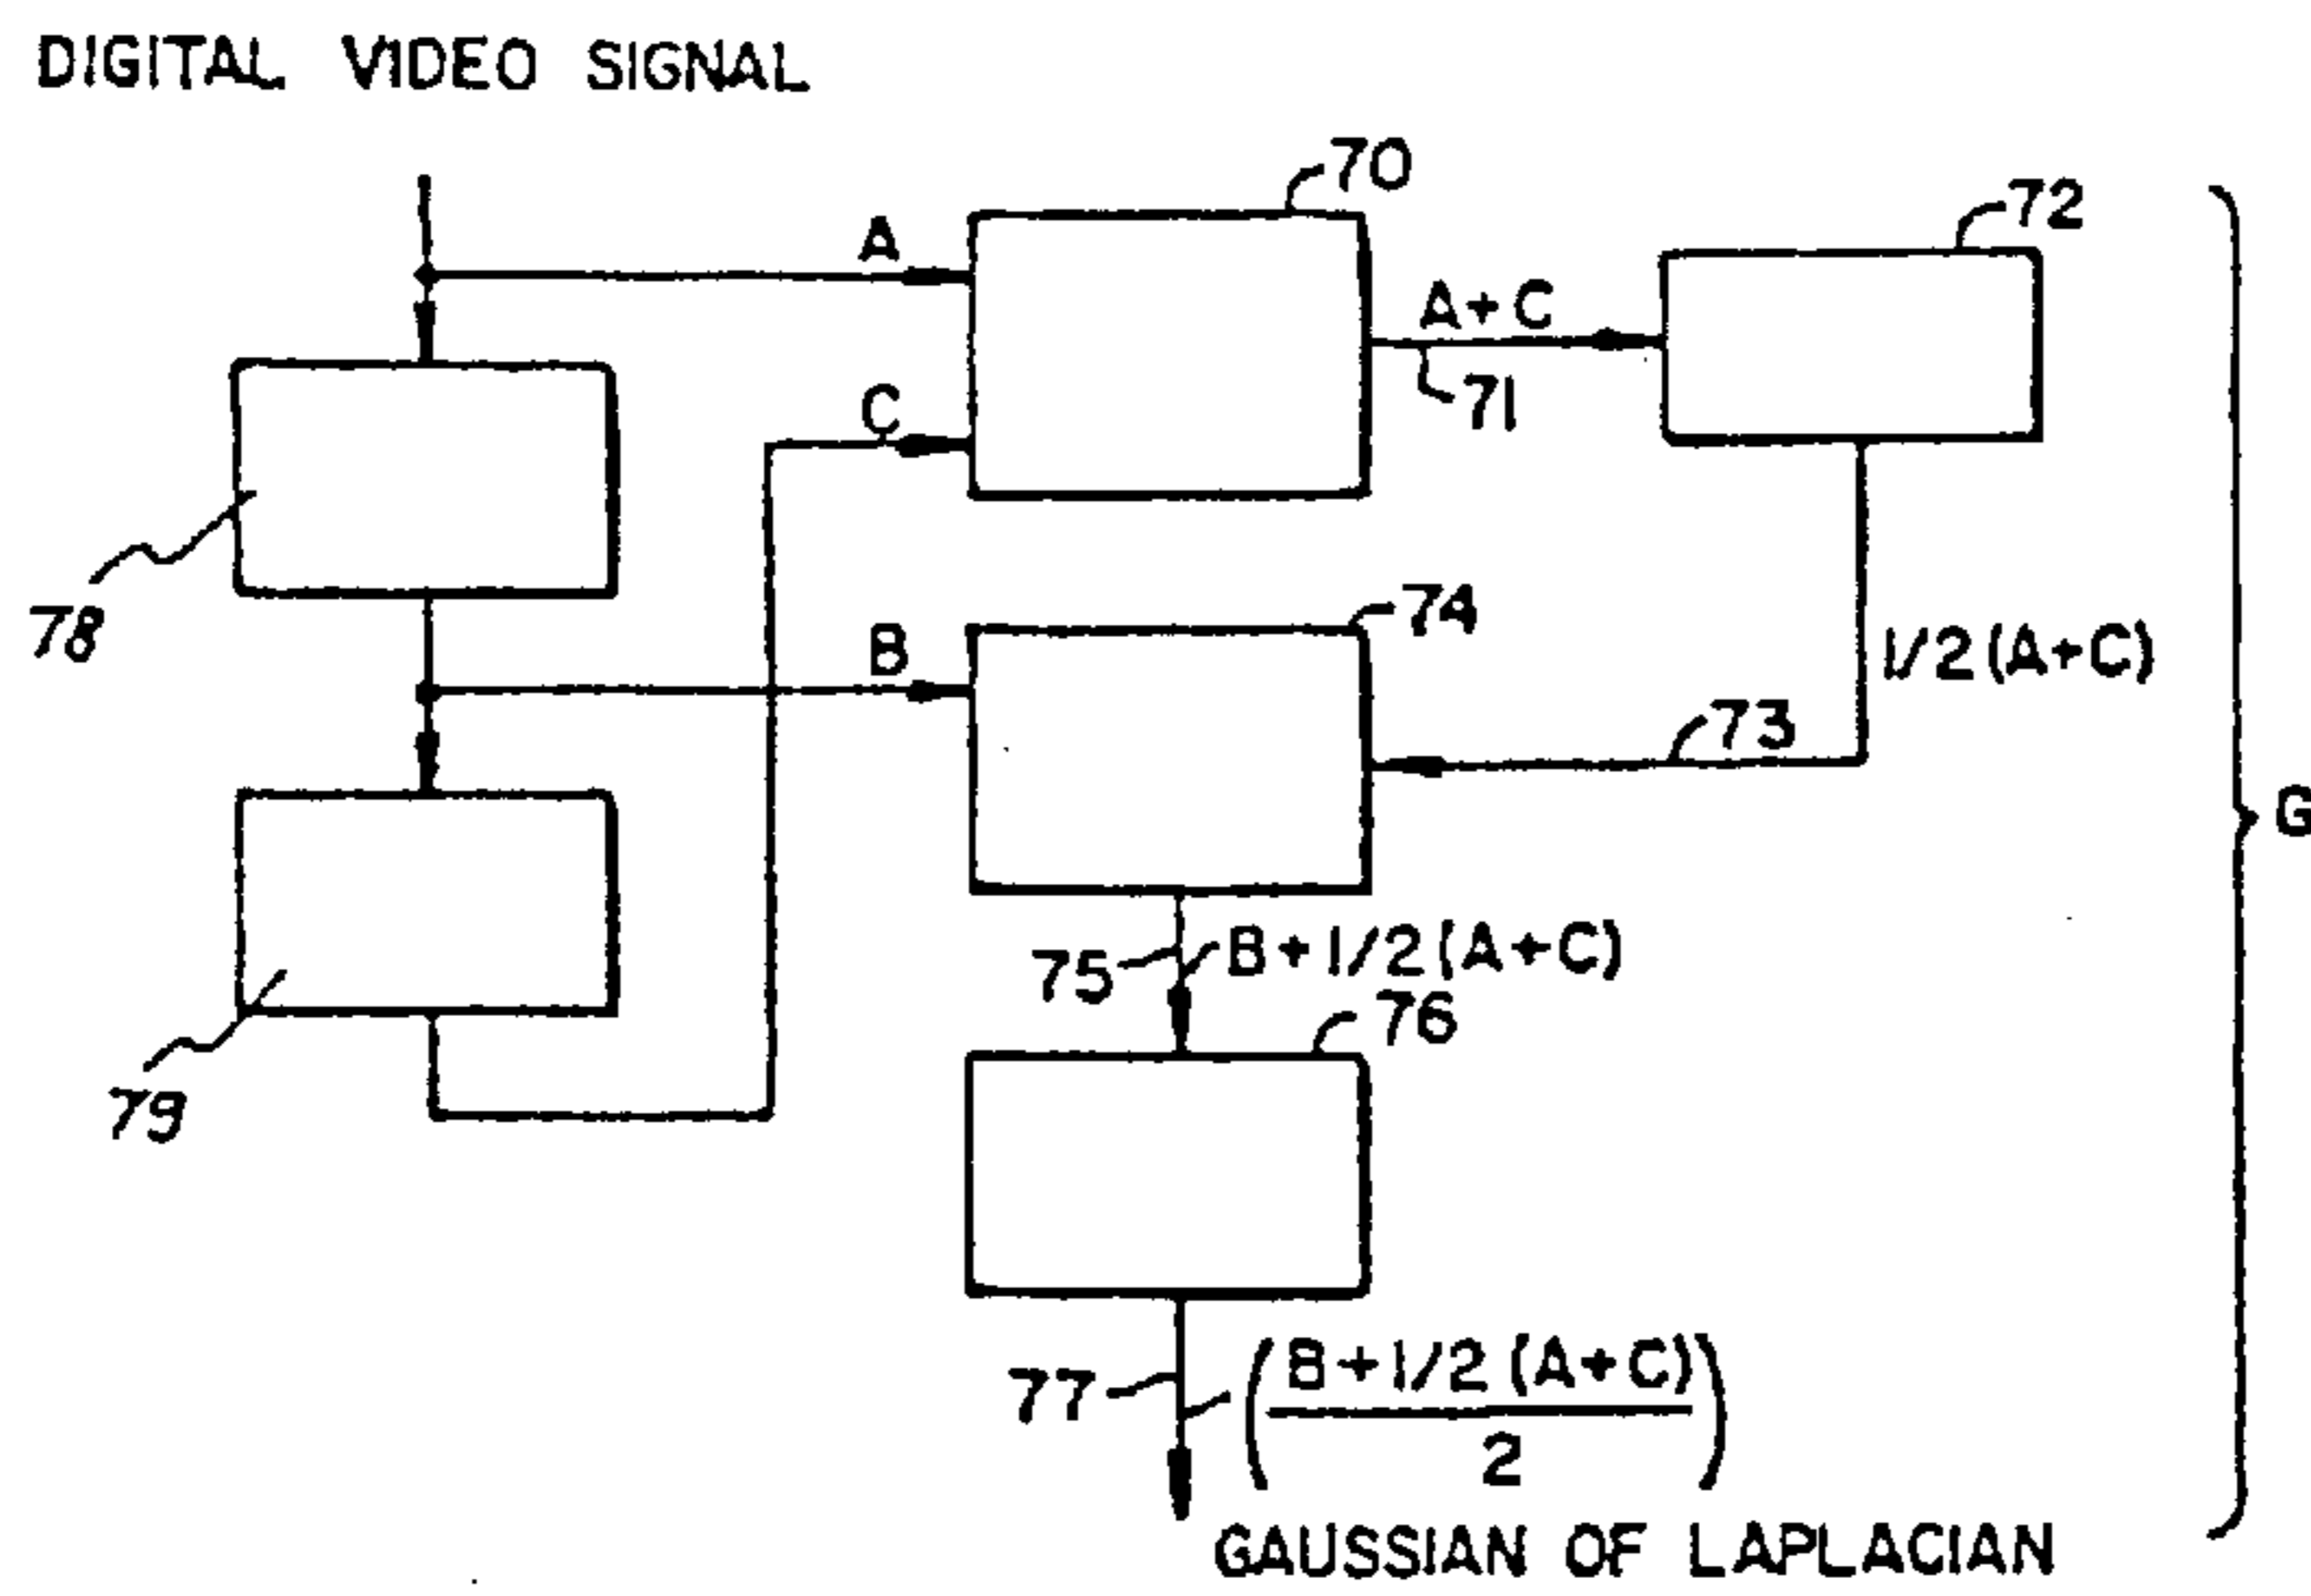 DIGITAL VIDEO SIGNAL
70
72
A
A+C
71
C
78
74
B
1/2(A+C)
73
G
75
B+1/2(A+C)
76
79
77
(B+1/2(A+C))
2
GAUSSIAN OF LAPLACIAN